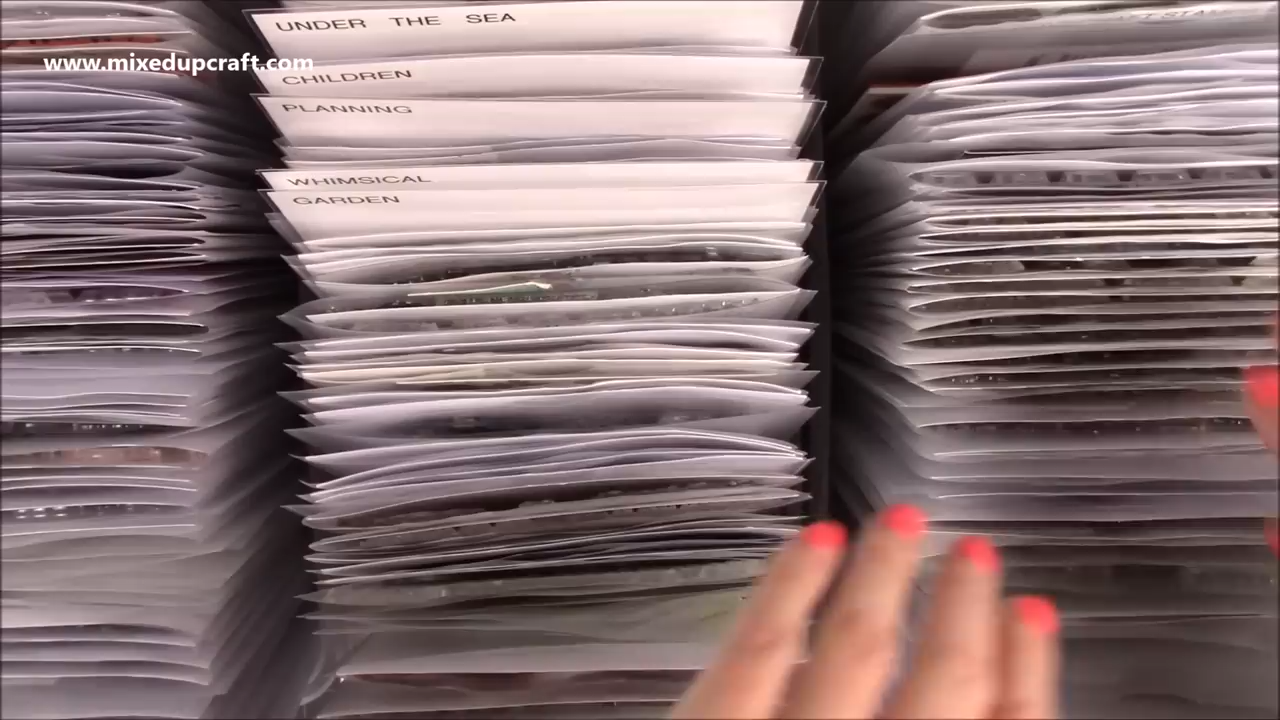 UNDER THE SEA
www.mixedupcraft.com
CHILDREN
PLANNING
WHIMSICAL
GARDEN